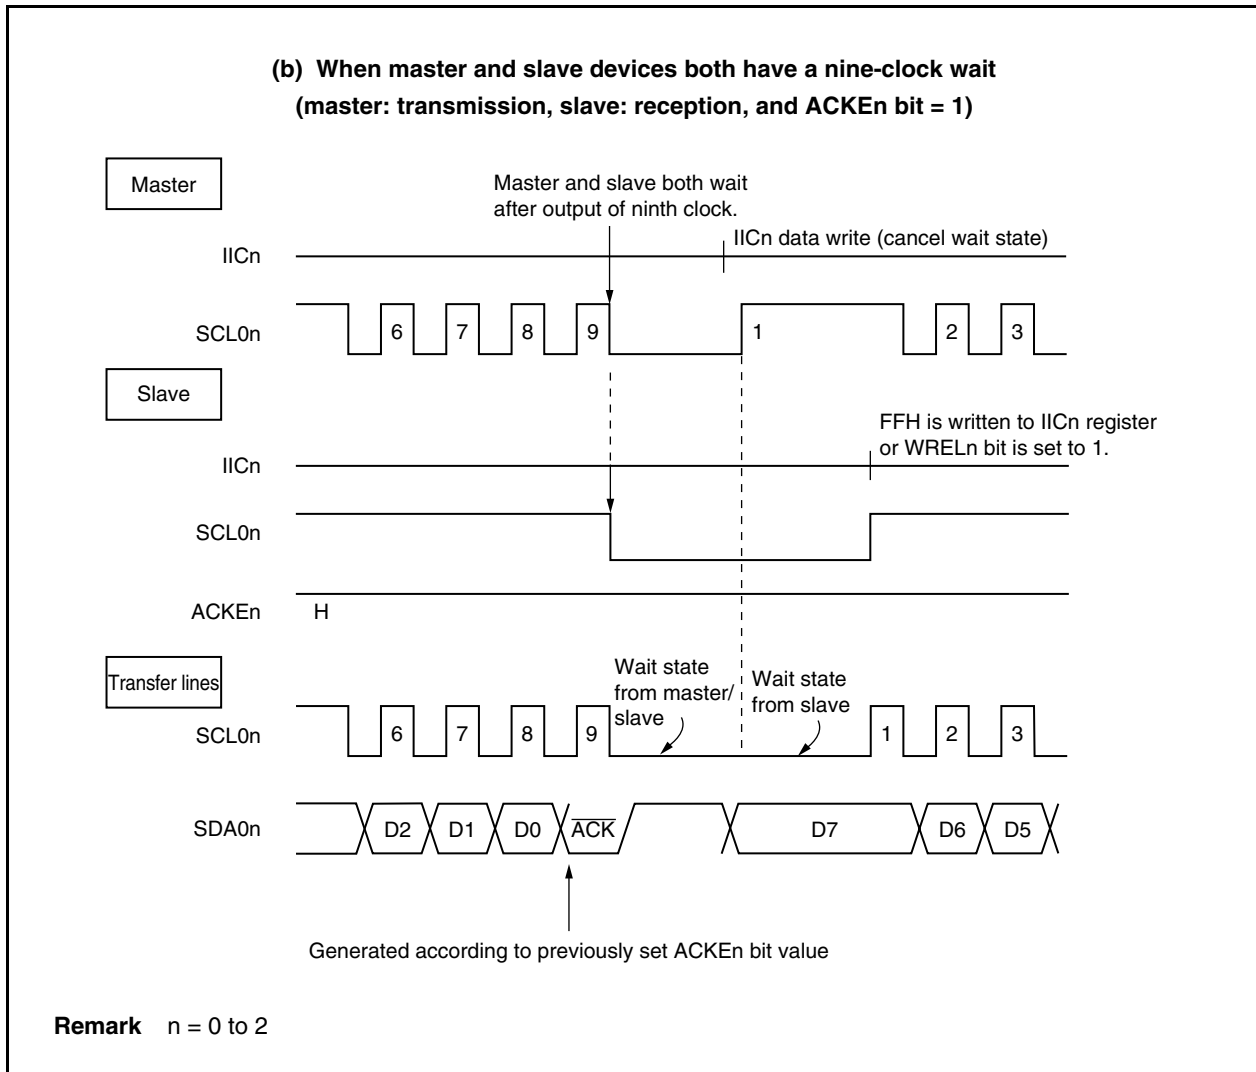 (b) When master and slave devices both have a nine-clock wait
(master: transmission, slave: reception, and ACKEn bit = 1)
Master
Master and slave both wait
after output of ninth clock.
IICn data write (cancel wait state)
IICn
SCL0n
6 7 8 9 1 2 3
Slave
FFH is written to IICn register
or WRELn bit is set to 1.
IICn
SCL0n
ACKEn
H
Transfer lines
Wait state
from master/
slave
Wait state
from slave
SCL0n
6 7 8 9 1 2 3
SDA0n
D2 D1 D0 A̅C̅K̅ D7 D6 D5
Generated according to previously set ACKEn bit value
Remark n = 0 to 2